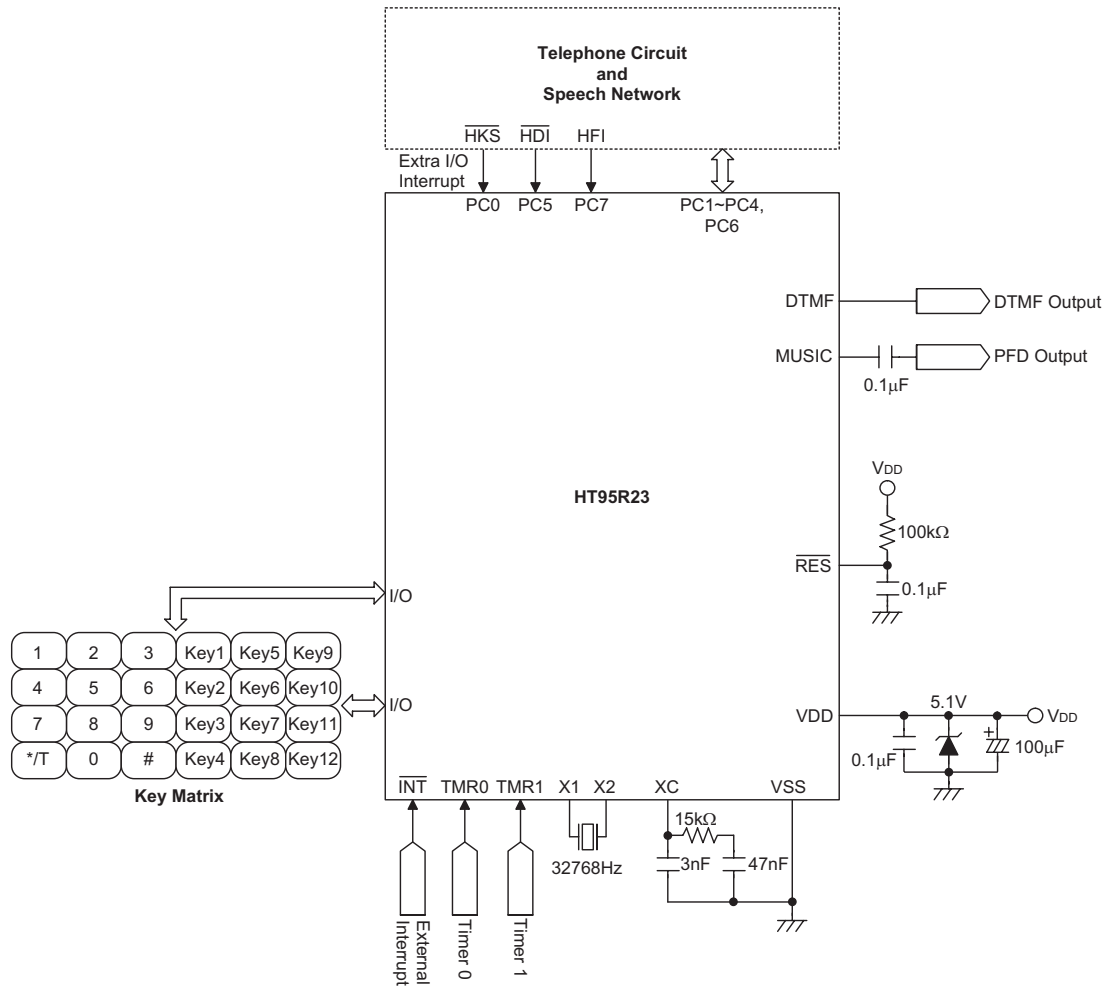 Telephone Circuit
and
Speech Network
HKS HDI HFI
Extra I/O
Interrupt
PC0 PC5 PC7 PC1~PC4,
PC6
DTMF DTMF Output
MUSIC PFD Output
0.1μF
VDD
HT95R23
100kΩ
RES
0.1μF
I/O
1 2 3 Key1 Key5 Key9
4 5 6 Key2 Key6 Key10
I/O
7 8 9 Key3 Key7 Key11
*/T 0 # Key4 Key8 Key12
Key Matrix
5.1V
VDD VDD
0.1μF + 100μF
INT TMR0 TMR1 X1 X2 XC VSS
15kΩ
32768Hz 3nF 47nF
External
Interrupt
Timer 0
Timer 1